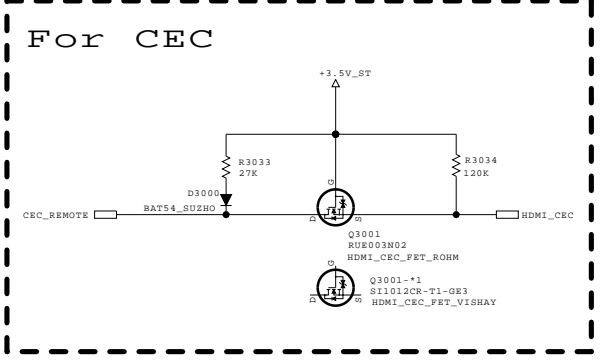 For CEC
+3.5V_ST
R3033
27K
R3034
120K
D3000
BAT54_SUZHO
CEC_REMOTE
G
D
S
HDMI_CEC
Q3001
RUE003N02
HDMI_CEC_FET_ROHM
G
D
S
Q3001-*1
SI1012CR-T1-GE3
HDMI_CEC_FET_VISHAY